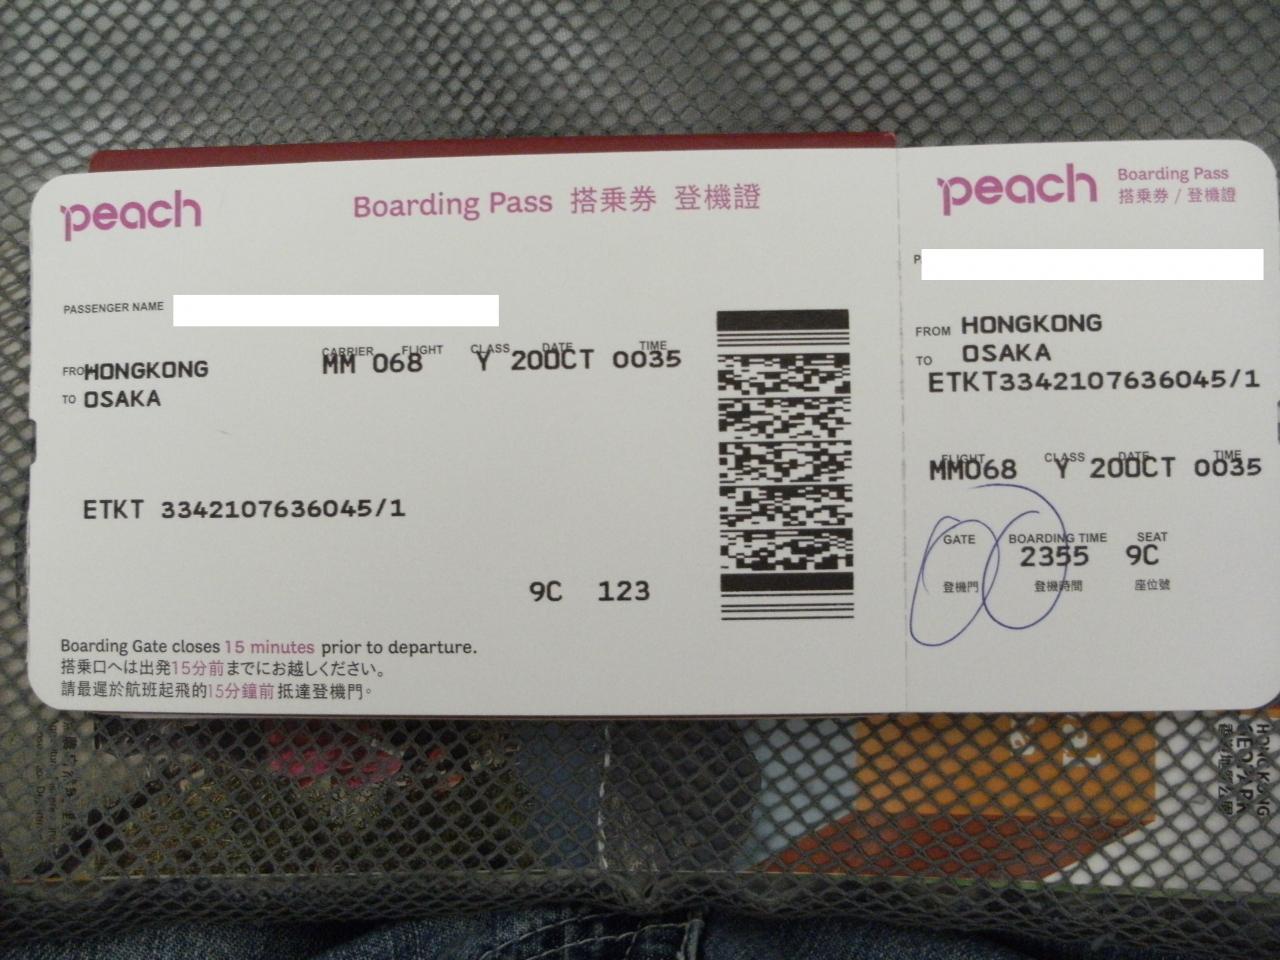 peach
Boarding Pass 搭乗券 登機證
PASSENGER NAME
CARRIER FLIGHT CLASS DATE TIME
MM 068 Y 20OCT 0035
FROM HONGKONG
TO OSAKA
ETKT 3342107636045/1
9C 123
Boarding Gate closes 15 minutes prior to departure.
搭乗口へは出発15分前までにお越しください。
請最遲於航班起飛的15分鐘前抵達登機門。
peach
Boarding Pass
搭乗券 / 登機證
P
FROM HONGKONG
TO OSAKA
ETKT3342107636045/1
FLIGHT CLASS DATE TIME
MM068 Y 20OCT 0035
GATE BOARDING TIME SEAT
2355 9C
登機門 登機時間 座位號
HONGKONG